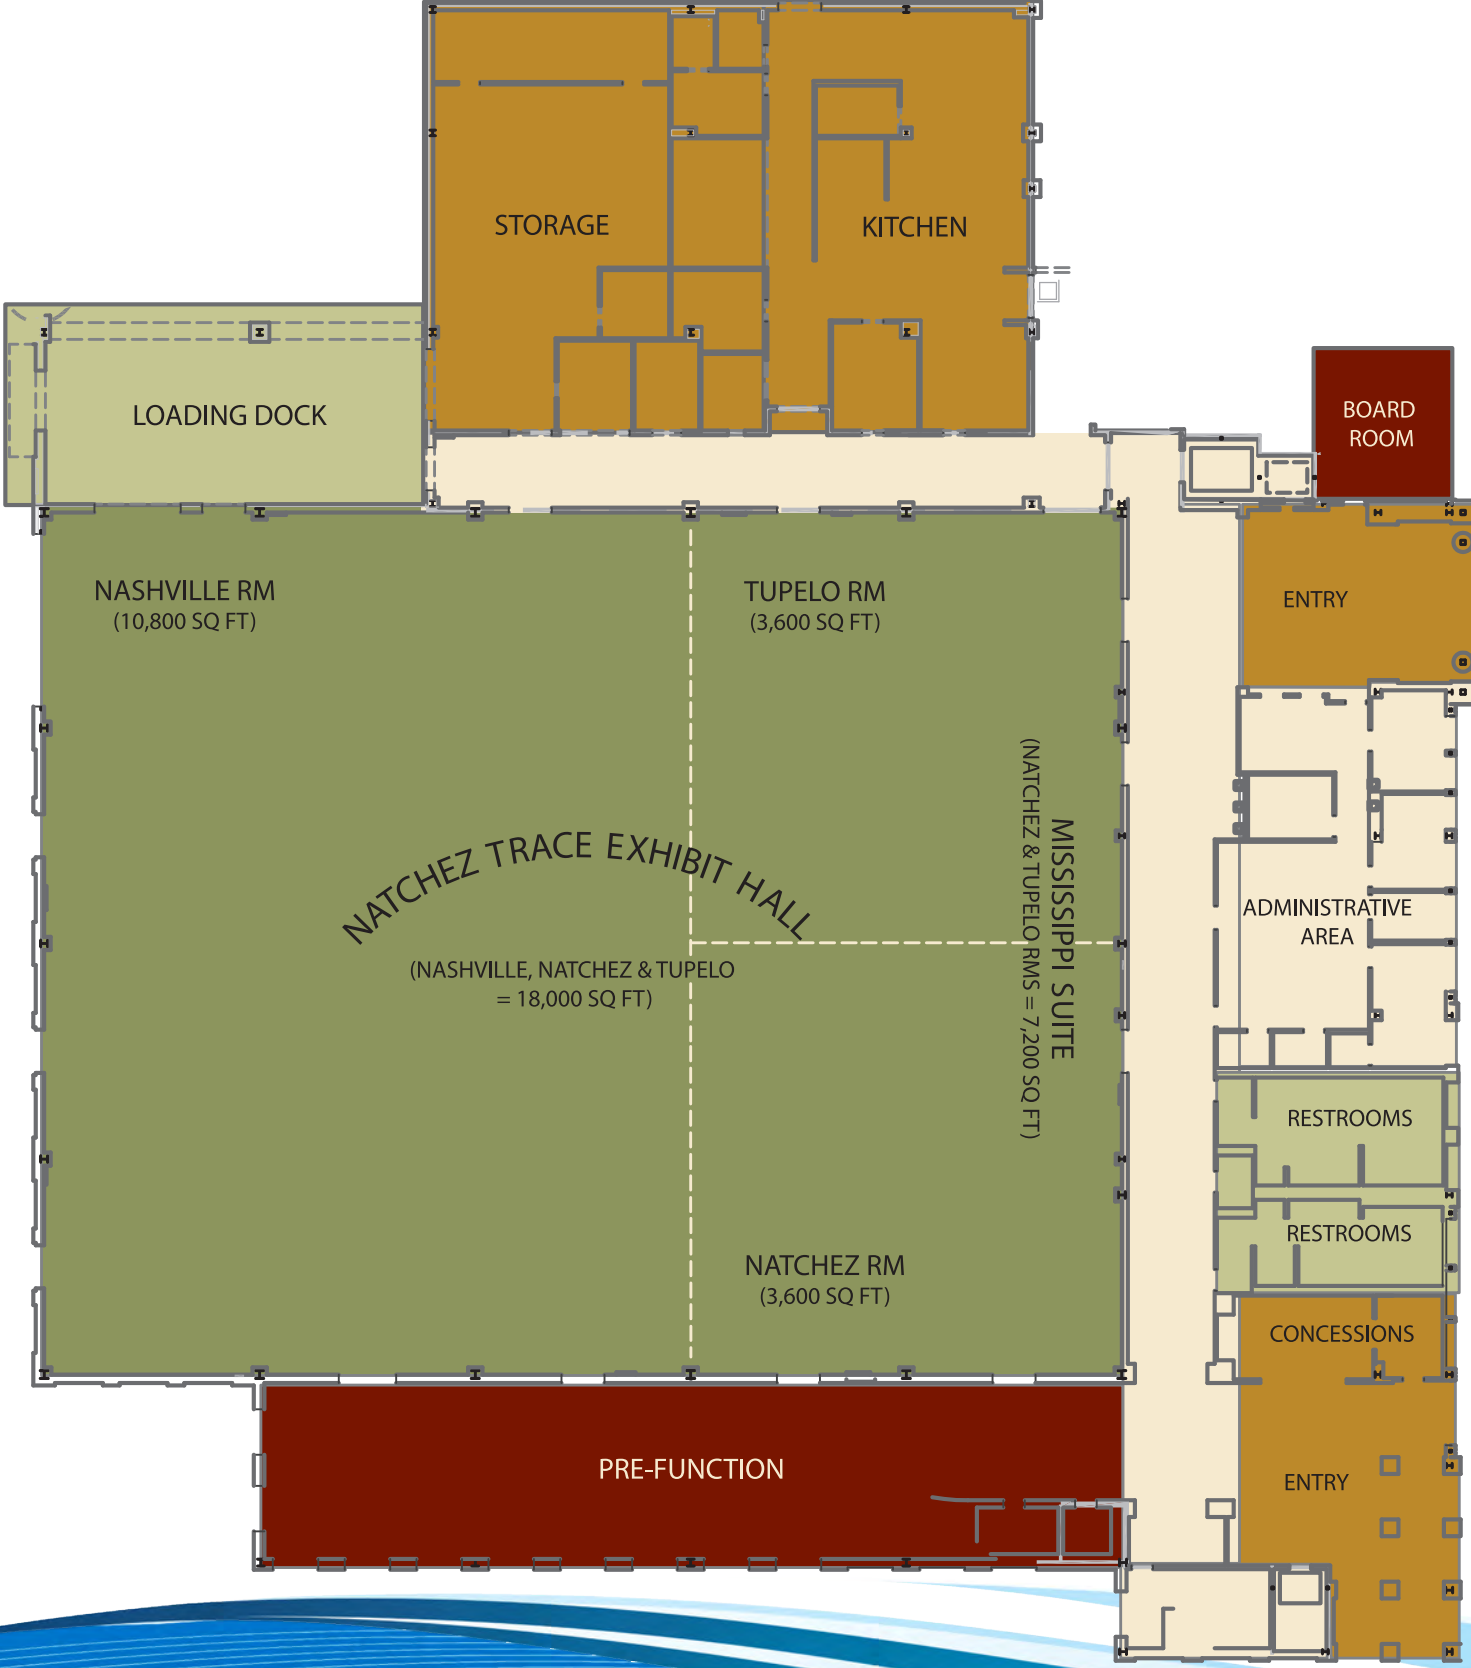 STORAGE
KITCHEN
LOADING DOCK
BOARD
ROOM
NASHVILLE RM
(10,800 SQ FT)
TUPELO RM
(3,600 SQ FT)
ENTRY
NATCHEZ TRACE EXHIBIT HALL
(NASHVILLE, NATCHEZ & TUPELO
= 18,000 SQ FT)
MISSISSIPPI SUITE
(NATCHEZ & TUPELO RMS = 7,200 SQ FT)
ADMINISTRATIVE
AREA
RESTROOMS
RESTROOMS
NATCHEZ RM
(3,600 SQ FT)
CONCESSIONS
PRE-FUNCTION
ENTRY